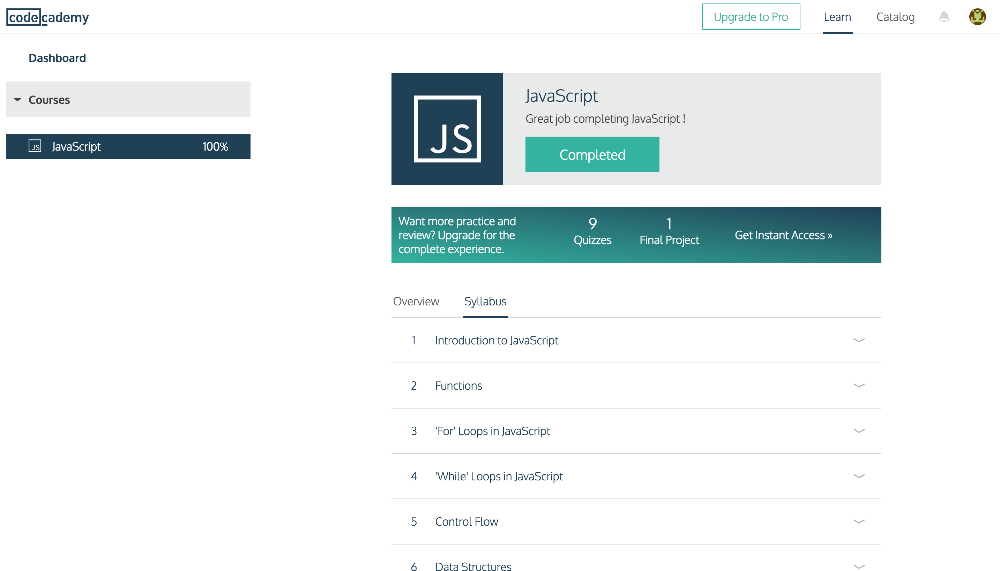 codecademy
Upgrade to Pro
Learn
Catalog
Dashboard
Courses
JS JavaScript 100%
JS
JavaScript
Great job completing JavaScript !
Completed
Want more practice and
review? Upgrade for the
complete experience.
9
Quizzes
1
Final Project
Get Instant Access »
Overview
Syllabus
1 Introduction to JavaScript
2 Functions
3 'For' Loops in JavaScript
4 'While' Loops in JavaScript
5 Control Flow
6 Data Structures